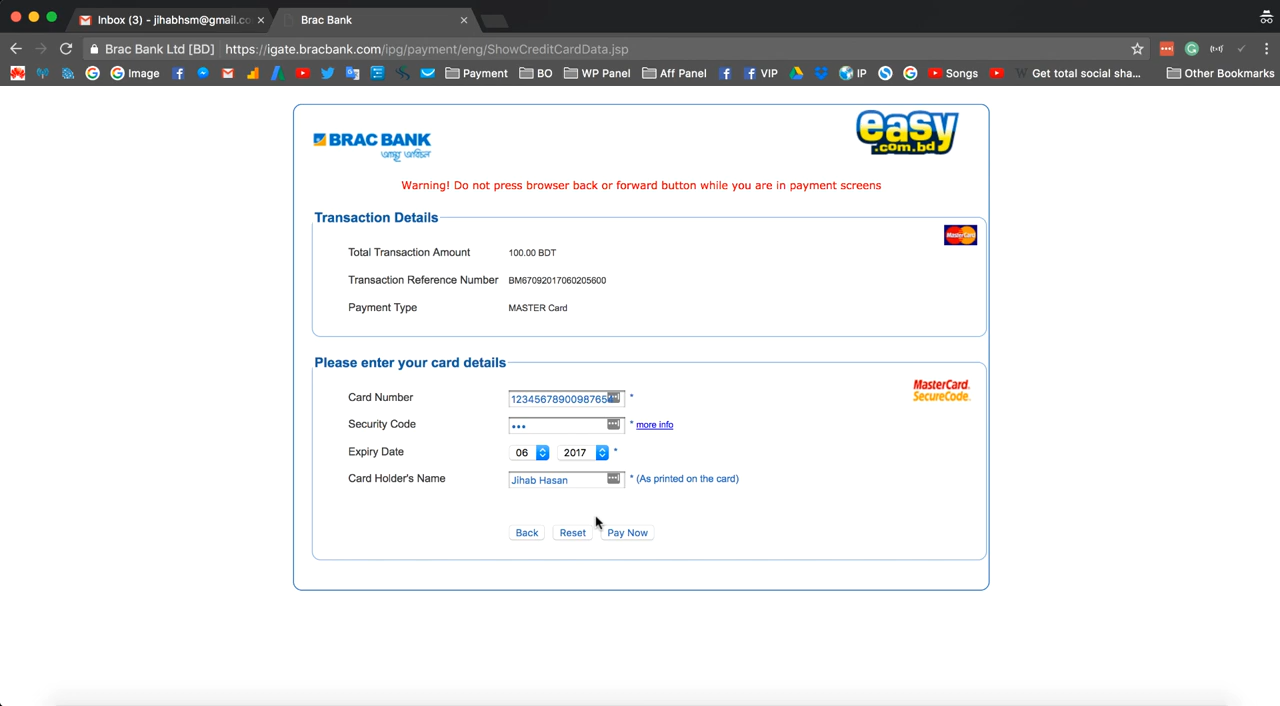 Inbox (3) - jihabhsm@gmail.co
Brac Bank
Brac Bank Ltd [BD] https://igate.bracbank.com/ipg/payment/eng/ShowCreditCardData.jsp
Image Payment BO WP Panel Aff Panel VIP IP Songs Get total social sha... Other Bookmarks
BRAC BANK
আস্থা অবিচল
easy
.com.bd
Warning! Do not press browser back or forward button while you are in payment screens
Transaction Details
MasterCard
Total Transaction Amount 100.00 BDT
Transaction Reference Number BM67092017060205600
Payment Type MASTER Card
Please enter your card details
MasterCard.
SecureCode.
Card Number 1234567890098765 *
Security Code ••• * more info
Expiry Date 06 2017 *
Card Holder's Name Jihab Hasan * (As printed on the card)
Back Reset Pay Now